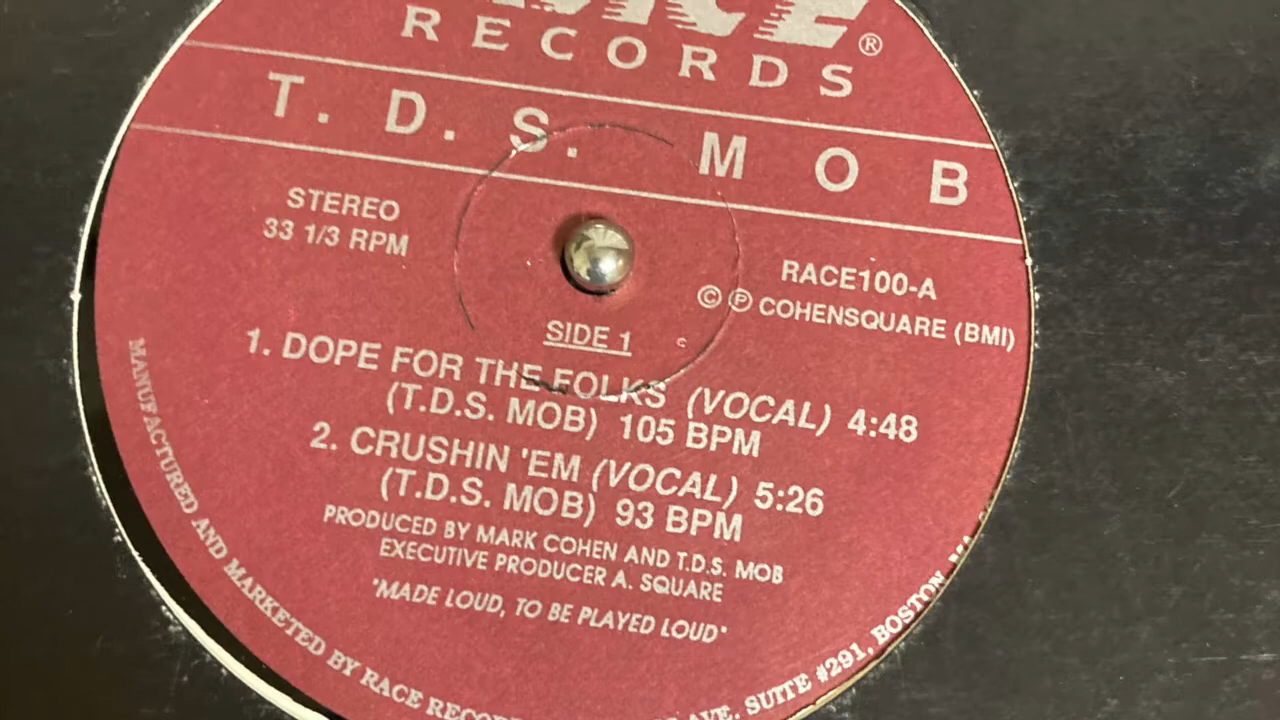 RECORDS ®
T. D. S. MOB
STEREO
33 1/3 RPM
RACE100-A
© ℗ COHENSQUARE (BMI)
SIDE 1
1. DOPE FOR THE FOLKS (VOCAL) 4:48
(T.D.S. MOB) 105 BPM
2. CRUSHIN 'EM (VOCAL) 5:26
(T.D.S. MOB) 93 BPM
PRODUCED BY MARK COHEN AND T.D.S. MOB
EXECUTIVE PRODUCER A. SQUARE
"MADE LOUD, TO BE PLAYED LOUD"
MANUFACTURED AND MARKETED BY RACE AVE. SUITE #291, BOSTON,